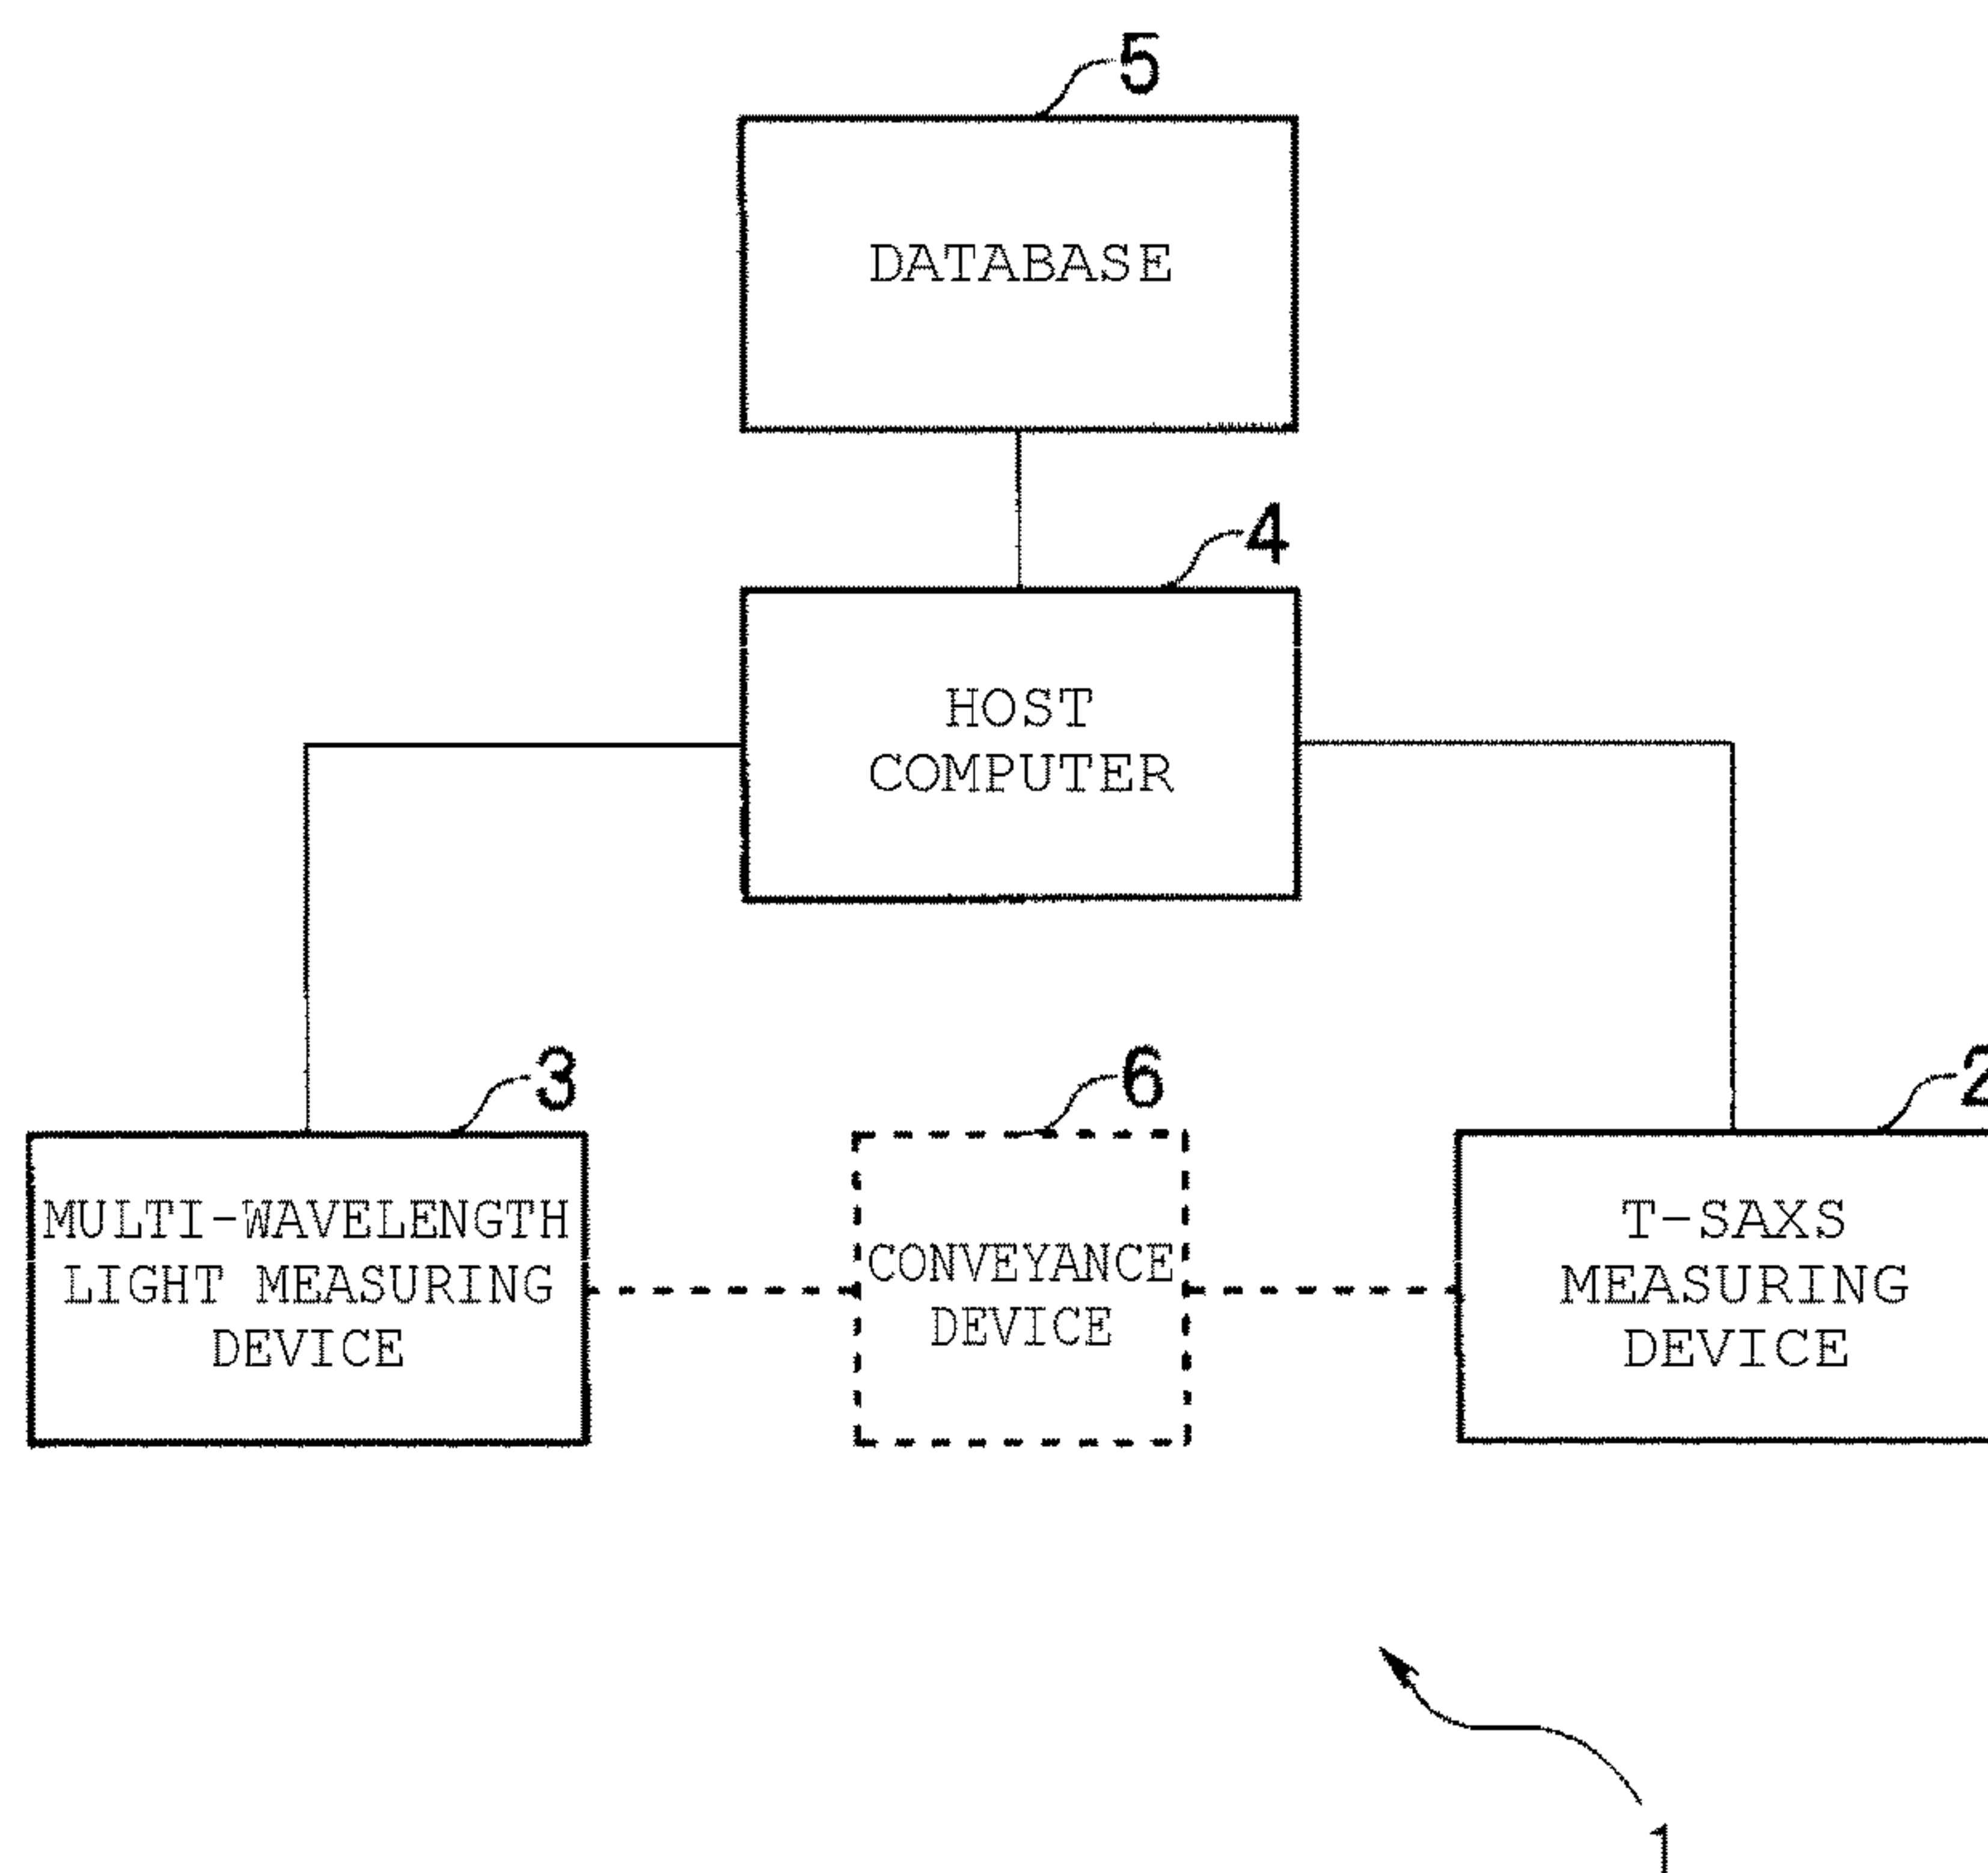 5
DATABASE
4
HOST
COMPUTER
3
6
2
MULTI-WAVELENGTH
LIGHT MEASURING
DEVICE
CONVEYANCE
DEVICE
T-SAXS
MEASURING
DEVICE
1